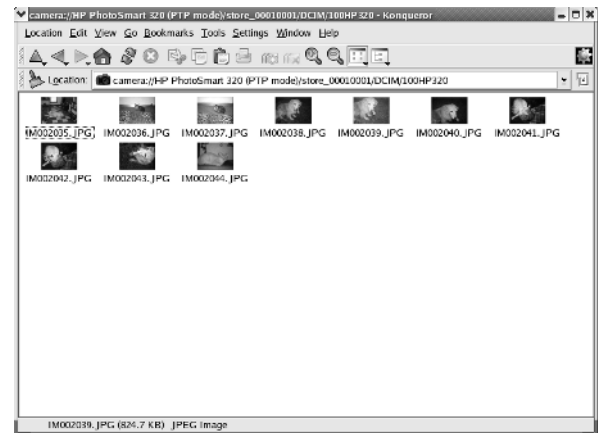 camera://HP PhotoSmart 320 (PTP mode)/store_00010001/DCIM/100HP320 - Konqueror
Location Edit View Go Bookmarks Tools Settings Window Help
Location: camera://HP PhotoSmart 320 (PTP mode)/store_00010001/DCIM/100HP320
IM002035.JPG IM002036.JPG IM002037.JPG IM002038.JPG IM002039.JPG IM002040.JPG IM002041.JPG
IM002042.JPG IM002043.JPG IM002044.JPG
IM002039.JPG (824.7 KB) JPEG Image